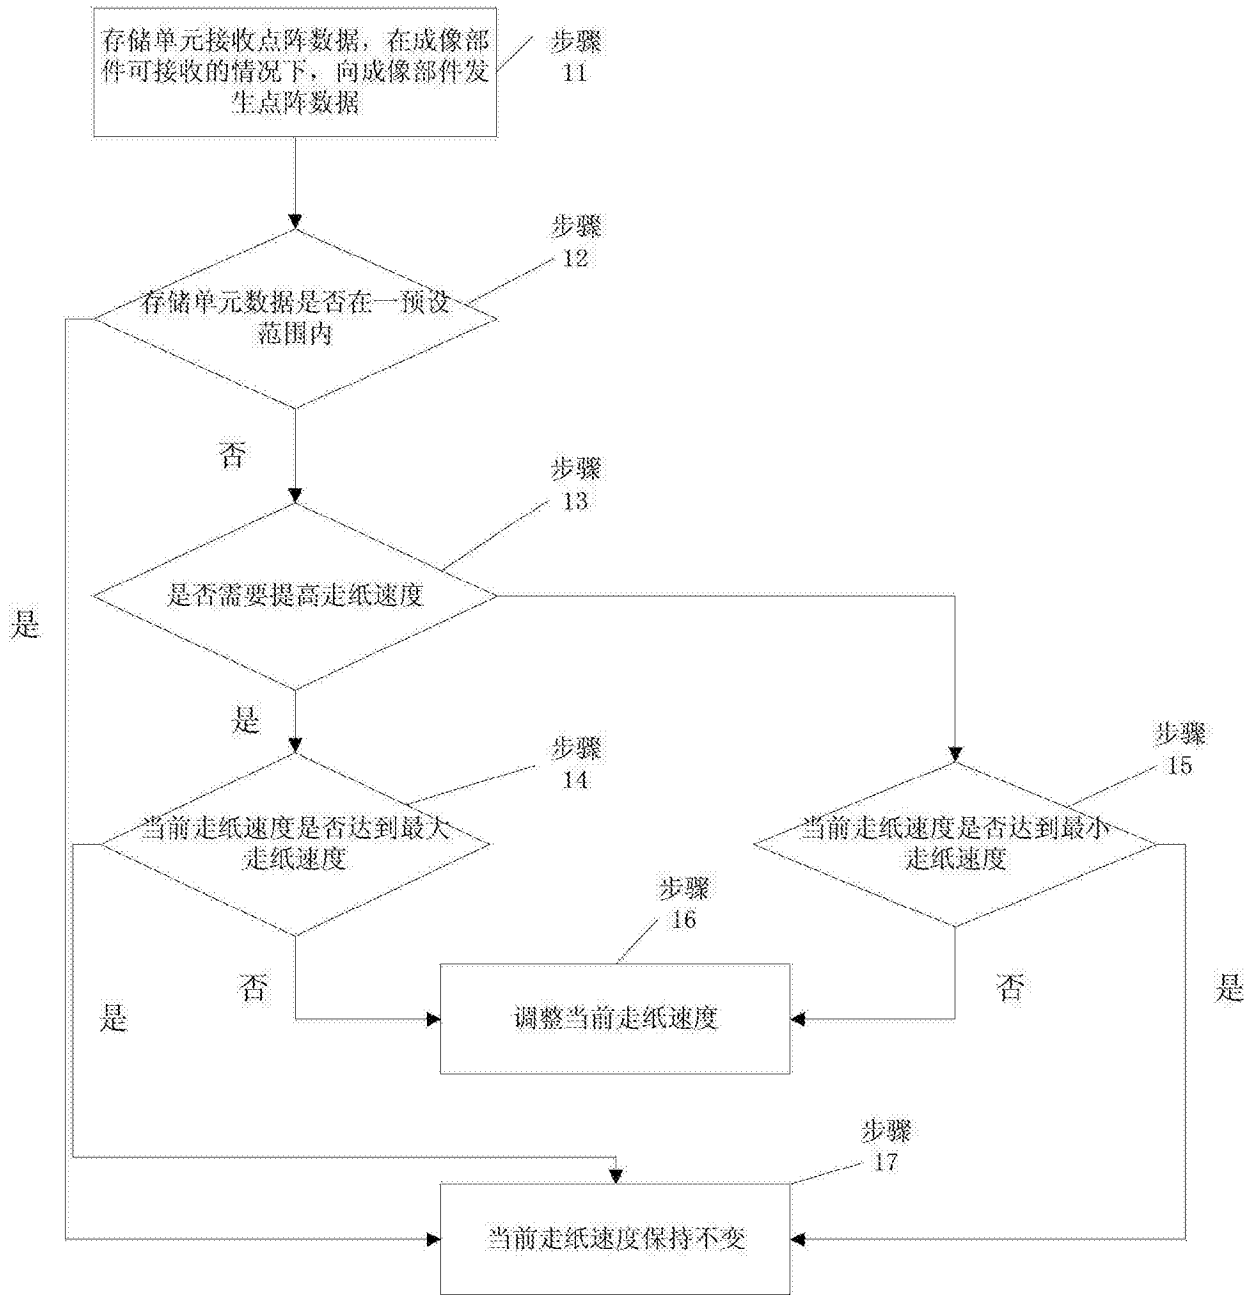 存储单元接收点阵数据，在成像部
件可接收的情况下，向成像部件发
生点阵数据
步骤
11
步骤
12
存储单元数据是否在一预设
范围内
否
步骤
13
是否需要提高走纸速度
是
是
步骤
14
当前走纸速度是否达到最大
走纸速度
步骤
15
当前走纸速度是否达到最小
走纸速度
步骤
16
否
调整当前走纸速度
否
是
是
步骤
17
当前走纸速度保持不变